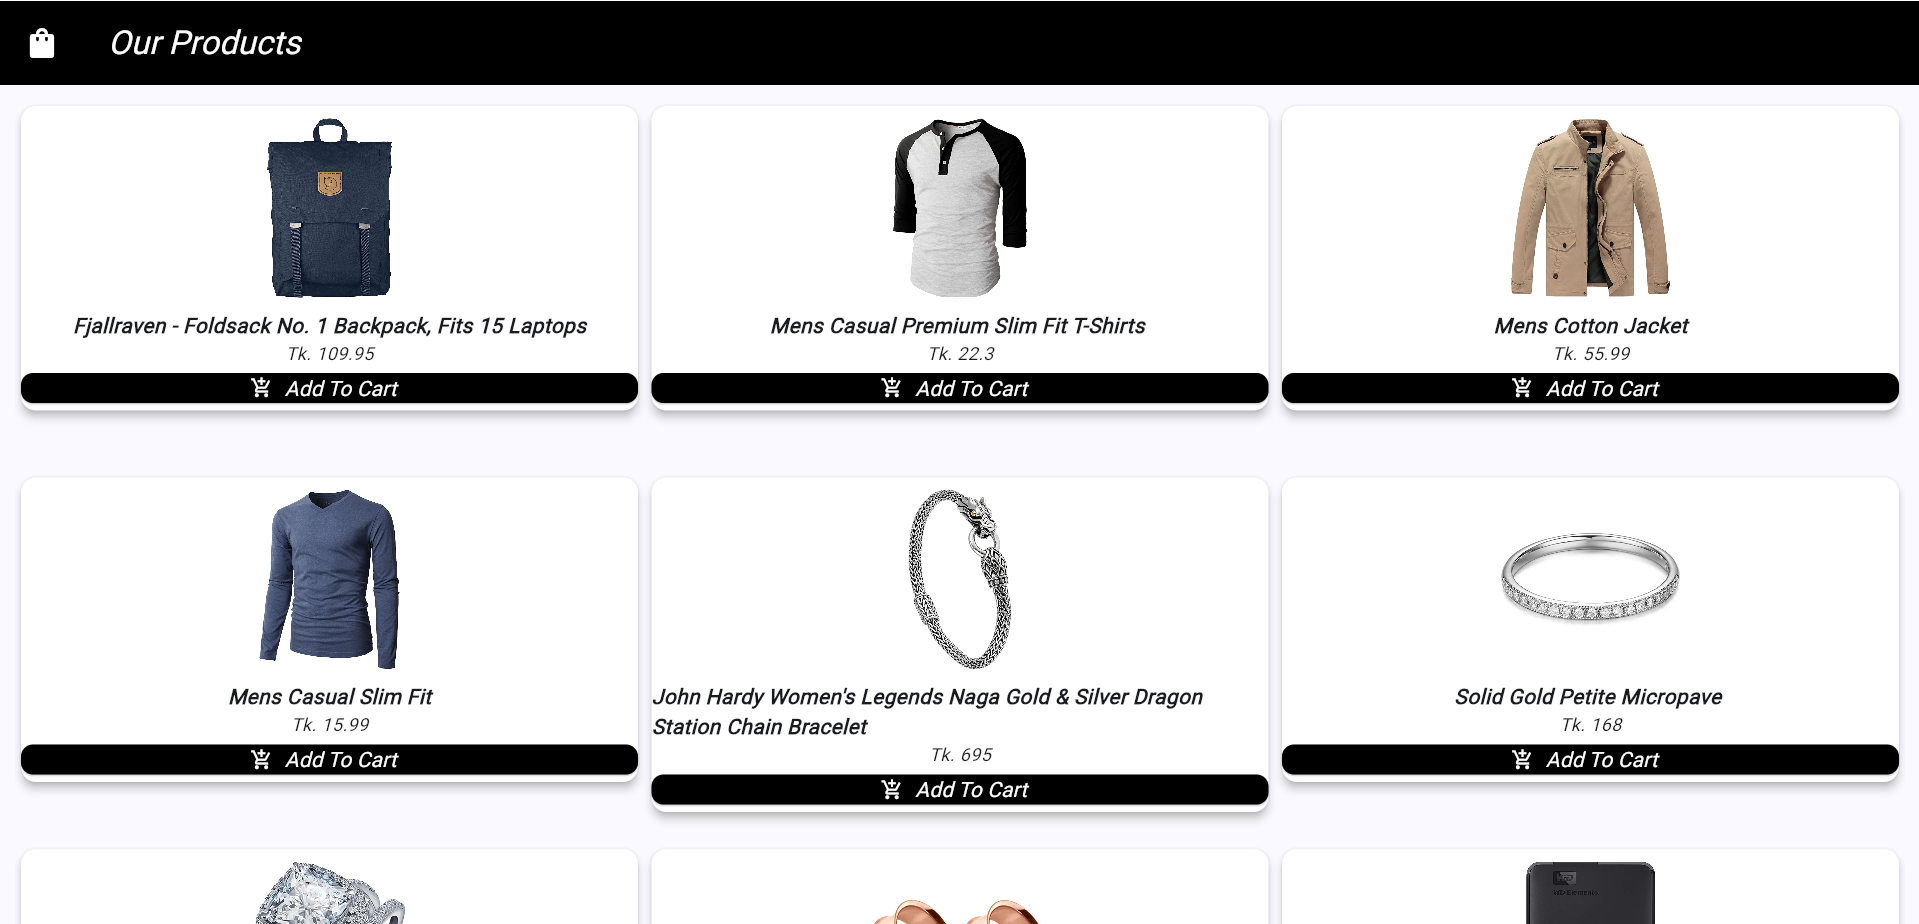 Our Products
Fjallraven - Foldsack No. 1 Backpack, Fits 15 Laptops
Tk. 109.95
Add To Cart
Mens Casual Premium Slim Fit T-Shirts
Tk. 22.3
Add To Cart
Mens Cotton Jacket
Tk. 55.99
Add To Cart
Mens Casual Slim Fit
Tk. 15.99
Add To Cart
John Hardy Women's Legends Naga Gold & Silver Dragon
Station Chain Bracelet
Tk. 695
Add To Cart
Solid Gold Petite Micropave
Tk. 168
Add To Cart
WD Elements